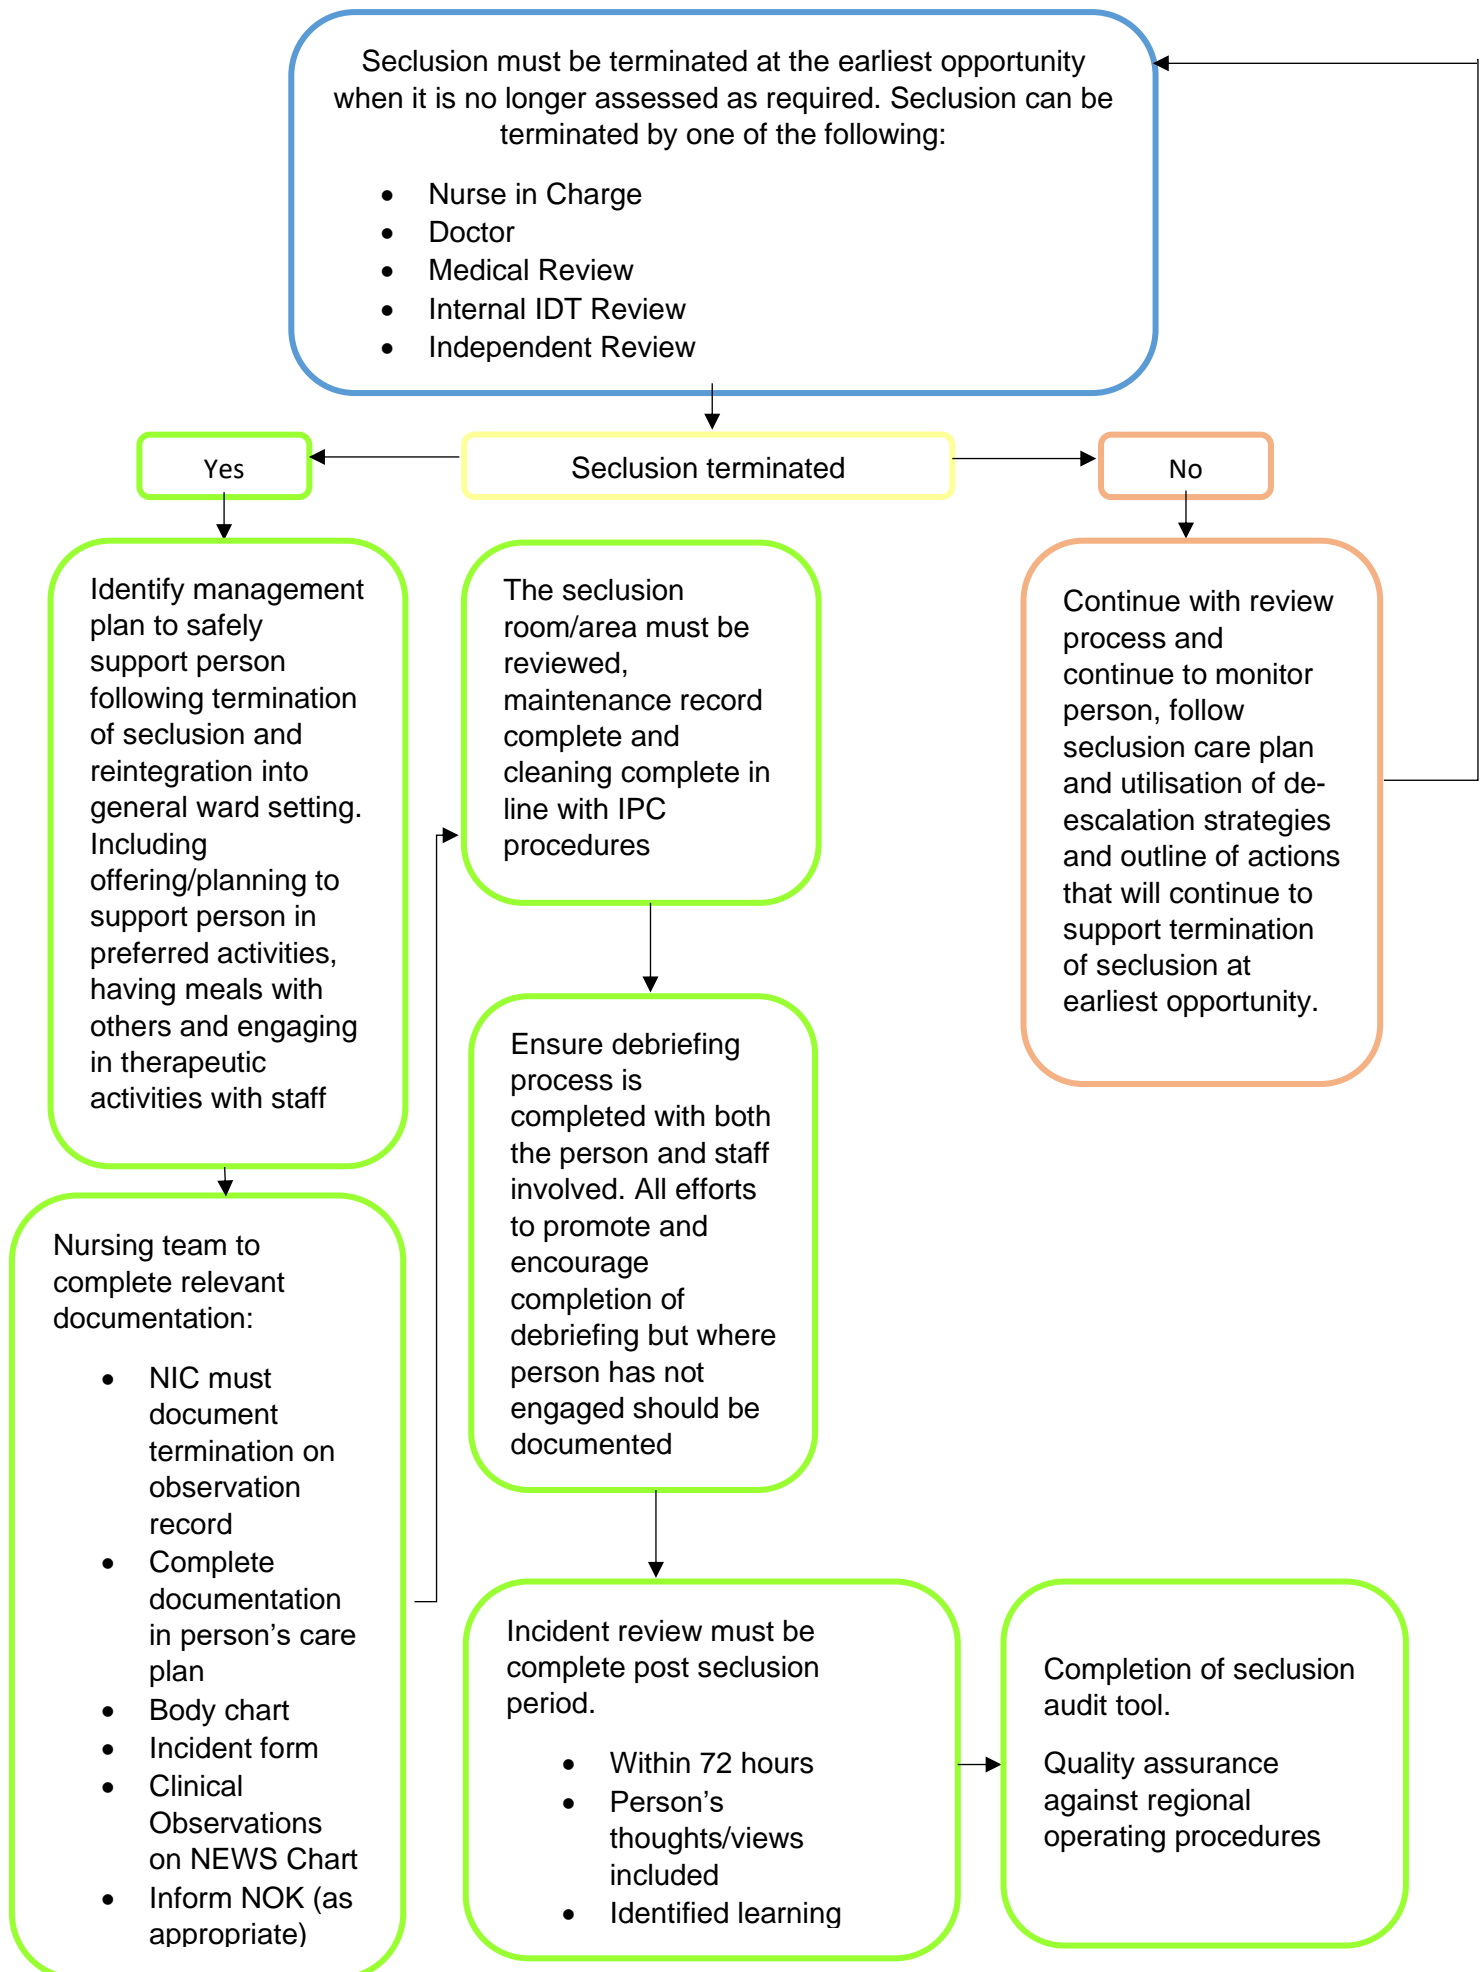 Seclusion must be terminated at the earliest opportunity
when it is no longer assessed as required. Seclusion can be
terminated by one of the following:
• Nurse in Charge
• Doctor
• Medical Review
• Internal IDT Review
• Independent Review
Yes
Seclusion terminated
No
Identify management
plan to safely
support person
following termination
of seclusion and
reintegration into
general ward setting.
Including
offering/planning to
support person in
preferred activities,
having meals with
others and engaging
in therapeutic
activities with staff
Nursing team to
complete relevant
documentation:
• NIC must
document
termination on
observation
record
• Complete
documentation
in person’s care
plan
• Body chart
• Incident form
• Clinical
Observations
on NEWS Chart
• Inform NOK (as
appropriate)
The seclusion
room/area must be
reviewed,
maintenance record
complete and
cleaning complete in
line with IPC
procedures
Ensure debriefing
process is
completed with both
the person and staff
involved. All efforts
to promote and
encourage
completion of
debriefing but where
person has not
engaged should be
documented
Incident review must be
complete post seclusion
period.
• Within 72 hours
• Person’s
thoughts/views
included
• Identified learning
Completion of seclusion
audit tool.
Quality assurance
against regional
operating procedures
Continue with review
process and
continue to monitor
person, follow
seclusion care plan
and utilisation of de-
escalation strategies
and outline of actions
that will continue to
support termination
of seclusion at
earliest opportunity.